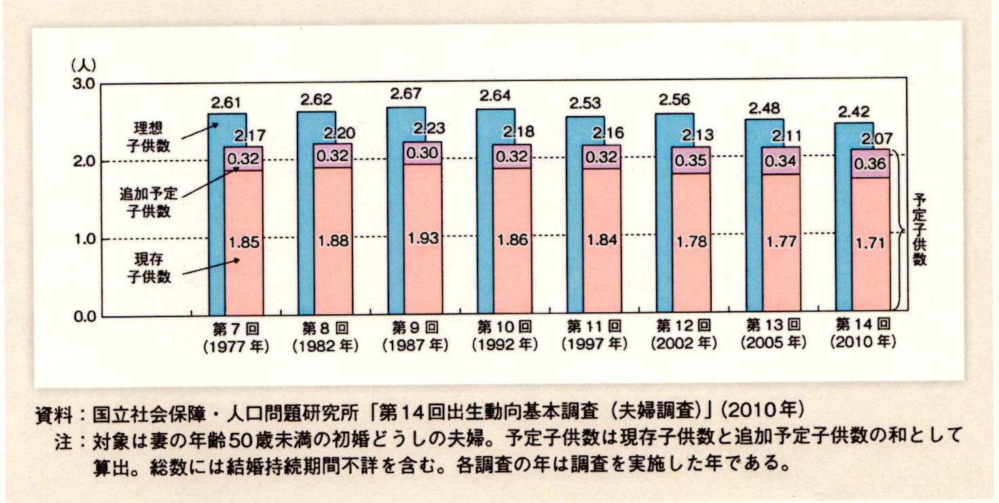 （人）
3.0
2.0
1.0
0.0
理想
子供数
追加予定
子供数
現存
子供数
2.61
2.17
0.32
1.85
2.62
2.20
0.32
1.88
2.67
2.23
0.30
1.93
2.64
2.18
0.32
1.86
2.53
2.16
0.32
1.84
2.56
2.13
0.35
1.78
2.48
2.11
0.34
1.77
2.42
2.07
0.36
1.71
予定子供数
第7回
（1977年）
第8回
（1982年）
第9回
（1987年）
第10回
（1992年）
第11回
（1997年）
第12回
（2002年）
第13回
（2005年）
第14回
（2010年）
資料：国立社会保障・人口問題研究所「第14回出生動向基本調査（夫婦調査）」（2010年）
注：対象は妻の年齢50歳未満の初婚どうしの夫婦。予定子供数は現存子供数と追加予定子供数の和として
算出。総数には結婚持続期間不詳を含む。各調査の年は調査を実施した年である。